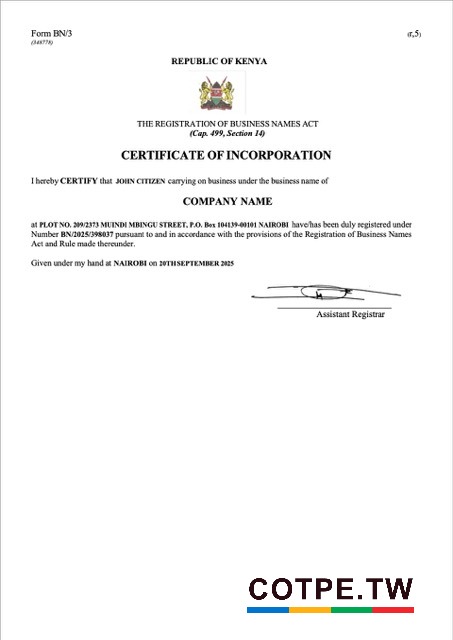 Form BN/3
(r,5)
(348778)
REPUBLIC OF KENYA
THE REGISTRATION OF BUSINESS NAMES ACT
(Cap. 499, Section 14)
CERTIFICATE OF INCORPORATION
I hereby CERTIFY that JOHN CITIZEN carrying on business under the business name of
COMPANY NAME
at PLOT NO. 209/2373 MUINDI MBINGU STREET, P.O. Box 104139-00101 NAIROBI have/has been duly registered under
Number BN/2025/398037 pursuant to and in accordance with the provisions of the Registration of Business Names
Act and Rule made thereunder.
Given under my hand at NAIROBI on 20TH SEPTEMBER 2025
Assistant Registrar
COTPE.TW